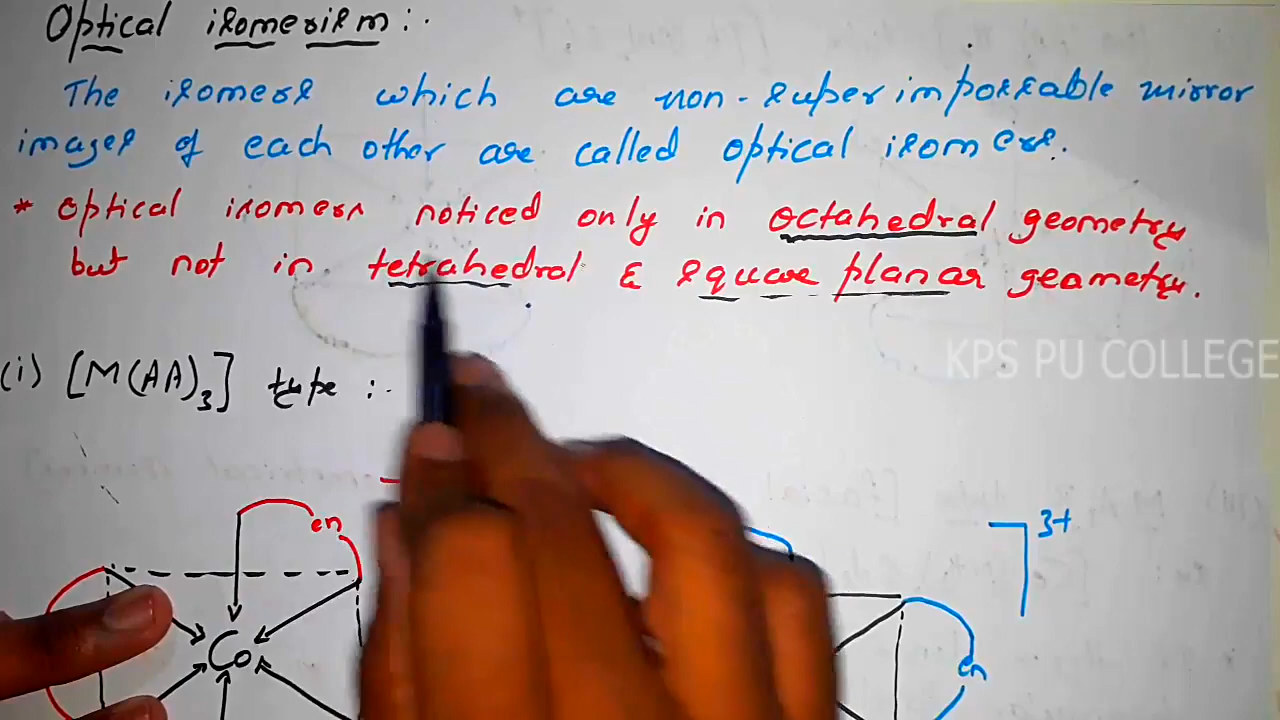 Optical isomerism :-
The isomers which are non-superimpossable mirror
images of each other are called optical isomers.
* Optical isomers noticed only in octahedral geometry
but not in tetrahedral & square planar geametry.
KPS PU COLLEGE
(i) [M(AA)3] type :-
en
3+
Co
en